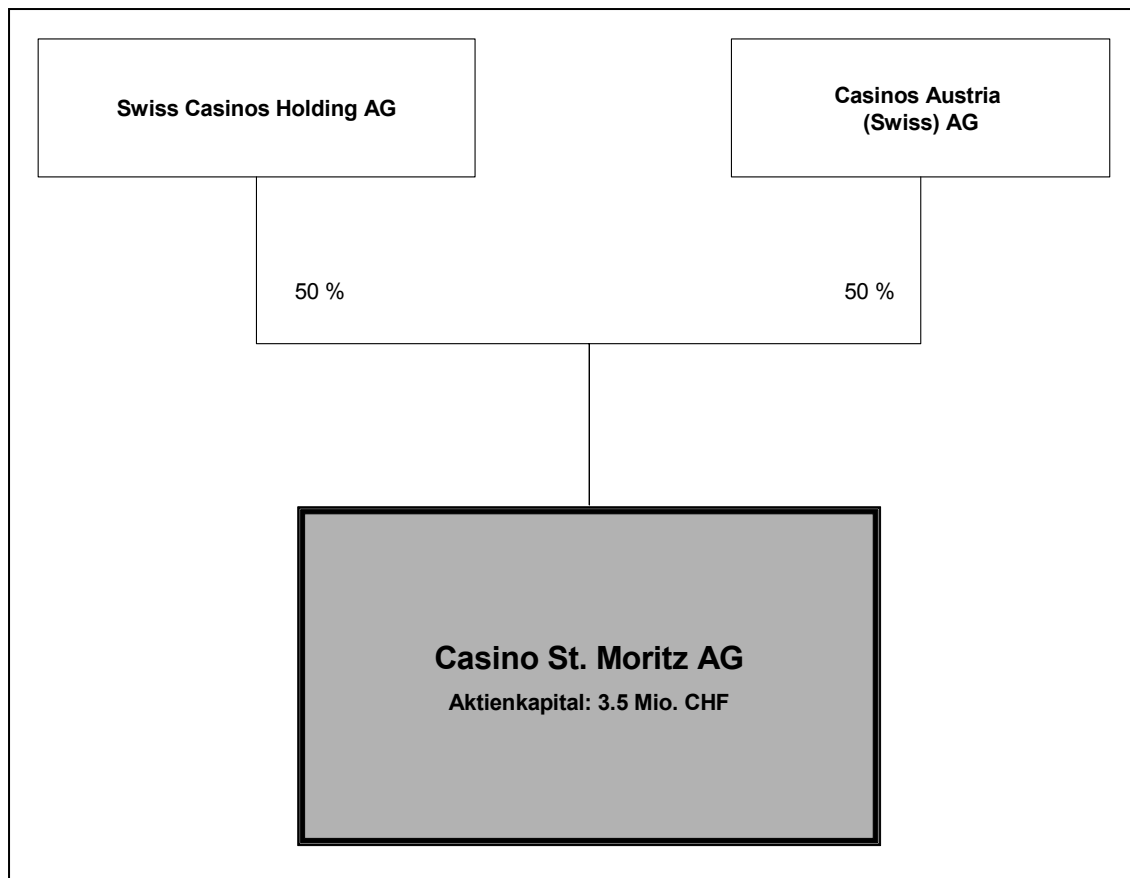 Swiss Casinos Holding AG
Casinos Austria
(Swiss) AG
50 %
50 %
Casino St. Moritz AG
Aktienkapital: 3.5 Mio. CHF